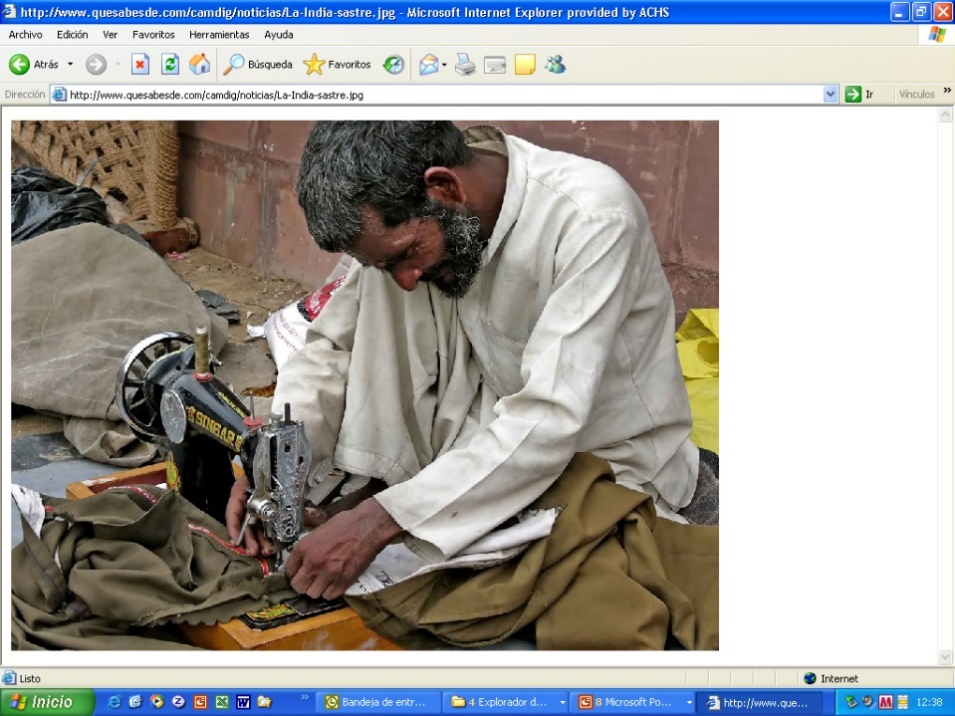 http://www.quesabesde.com/camdig/noticias/La-India-sastre.jpg - Microsoft Internet Explorer provided by ACHS
Archivo Edición Ver Favoritos Herramientas Ayuda
Atrás Búsqueda Favoritos
Dirección http://www.quesabesde.com/camdig/noticias/La-India-sastre.jpg Ir Vínculos »
SINGAR
Listo Internet
Inicio » Bandeja de entr... 4 Explorador d... 8 Microsoft Po... http://www.que... 12:38